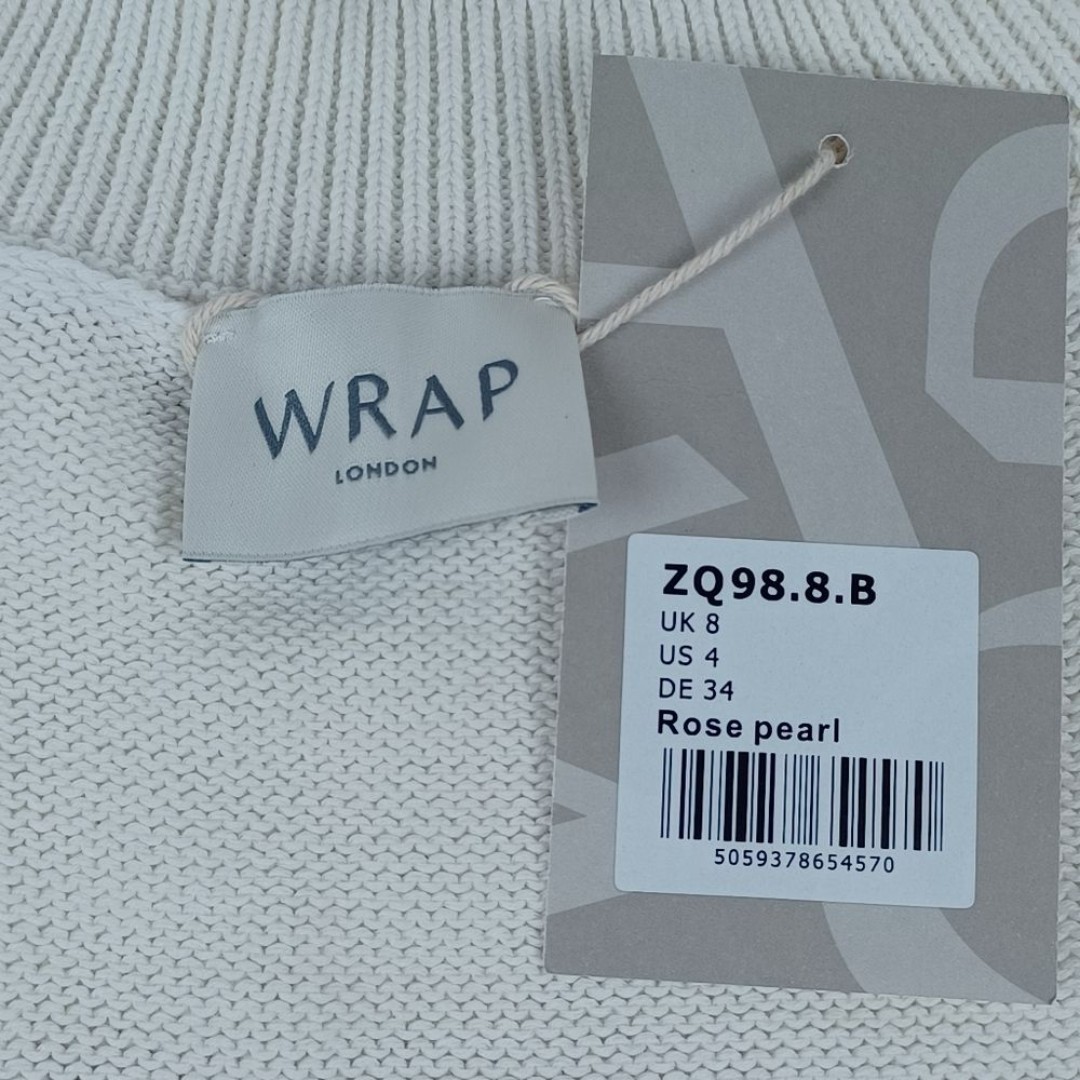 WRAP
LONDON
ZQ98.8.B
UK 8
US 4
DE 34
Rose pearl
5059378654570